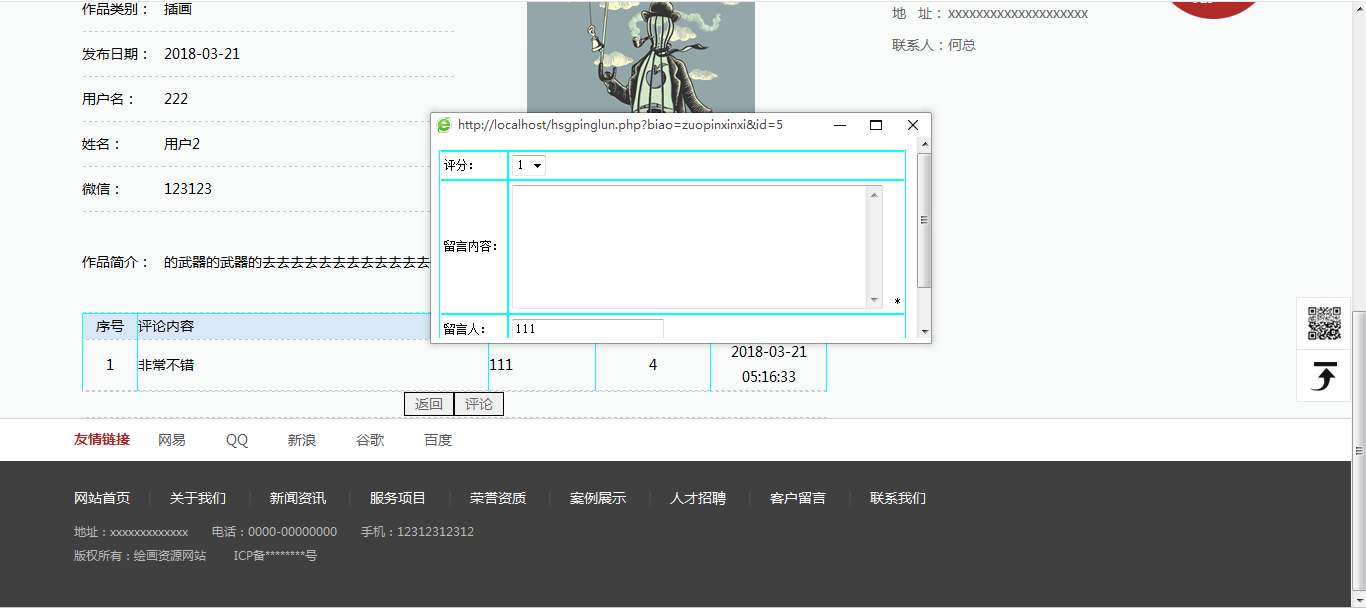 作品类别： 插画
地 址：xxxxxxxxxxxxxxxxxxxx
发布日期： 2018-03-21
联系人：何总
用户名： 222
姓名： 用户2
微信： 123123
作品简介： 的武器的武器的去去去去去去去去去去去去
http://localhost/hsgpinglun.php?biao=zuopinxinxi&id=5
评分： 1
留言内容： *
留言人： 111
序号 评论内容
1 非常不错 111 4 2018-03-21
05:16:33
返回 评论
友情链接 网易 QQ 新浪 谷歌 百度
网站首页 关于我们 新闻资讯 服务项目 荣誉资质 案例展示 人才招聘 客户留言 联系我们
地址：xxxxxxxxxxxxx 电话：0000-00000000 手机：12312312312
版权所有：绘画资源网站 ICP备********号